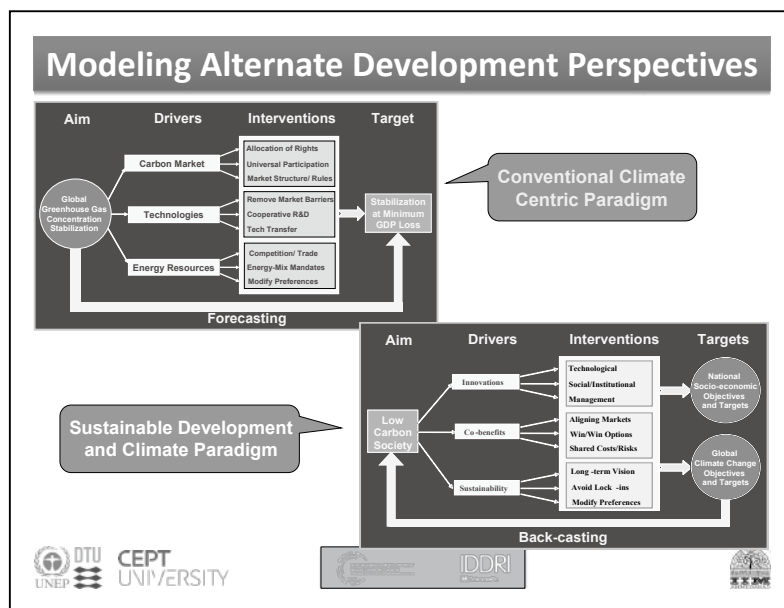 Modeling Alternate Development Perspectives
Aim Drivers Interventions Target
Global
Greenhouse Gas
Concentration
Stabilization
Carbon Market
Technologies
Energy Resources
Allocation of Rights
Universal Participation
Market Structure/ Rules
Remove Market Barriers
Cooperative R&D
Tech Transfer
Competition/ Trade
Energy-Mix Mandates
Modify Preferences
Stabilization
at Minimum
GDP Loss
Forecasting
Conventional Climate
Centric Paradigm
Sustainable Development
and Climate Paradigm
Aim Drivers Interventions Targets
Low
Carbon
Society
Innovations
Co -benefits
Sustainability
Technological
Social/Institutional
Management
Aligning Markets
Win/Win Options
Shared Costs/Risks
Long -term Vision
Avoid Lock -ins
Modify Preferences
National
Socio-economic
Objectives
and Targets
Global
Climate Change
Objectives
and Targets
Back-casting
UNEP
DTU
CEPT
UNIVERSITY
IDDRI
IIM